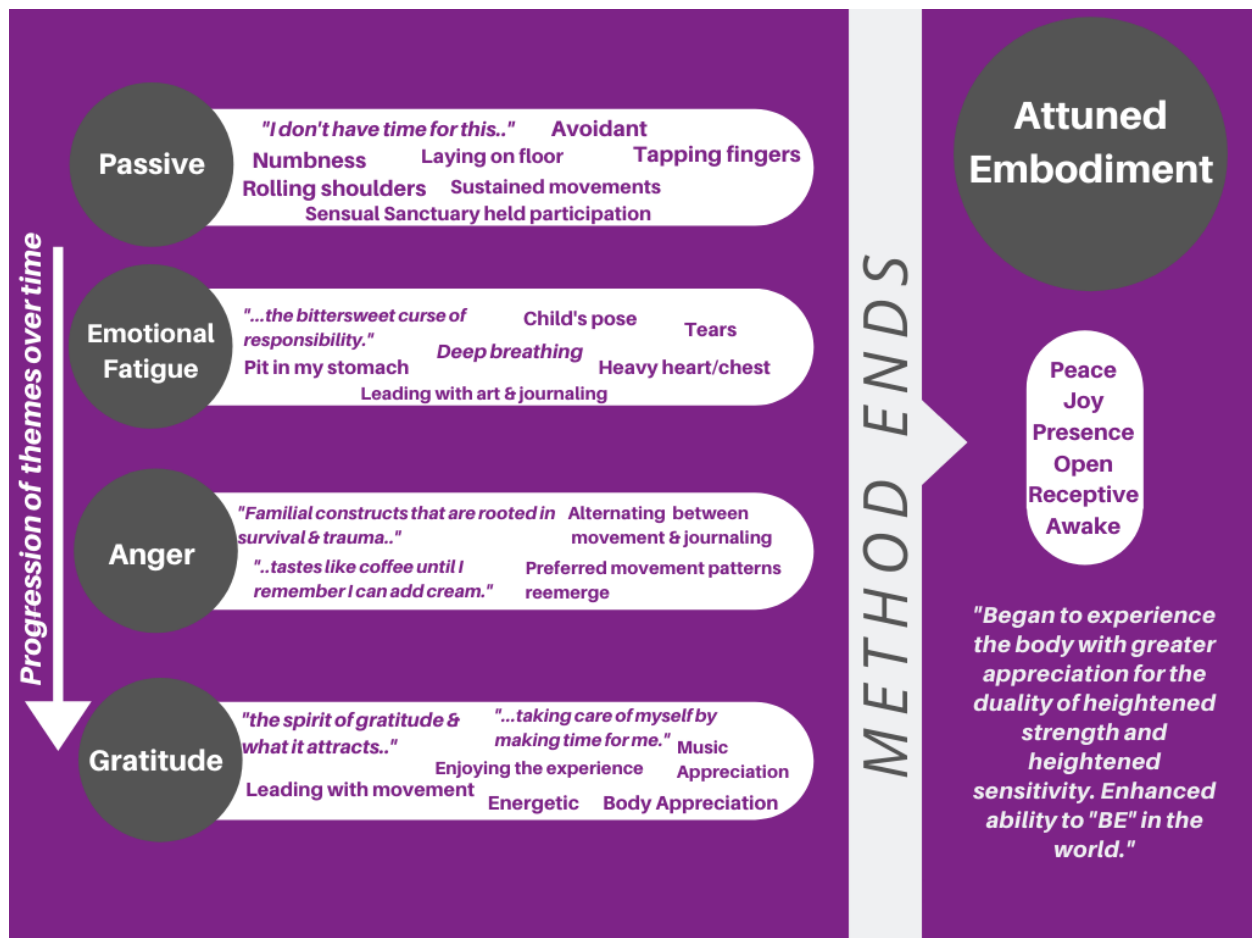 Progression of themes overtime
Passive
"I don't have time for this.."
Avoidant
Numbness
Laying on floor
Tapping fingers
Rolling shoulders
Sustained movements
Sensual Sanctuary held participation
Emotional
Fatigue
"...the bittersweet curse of
responsibility."
Child's pose
Tears
Deep breathing
Pit in my stomach
Heavy heart/chest
Leading with art & journaling
Anger
"Familial constructs that are rooted in
survival & trauma.."
Alternating between
movement & journaling
"..tastes like coffee until I
remember I can add cream."
Preferred movement patterns
reemerge
Gratitude
"the spirit of gratitude &
what it attracts.."
"...taking care of myself by
making time for me."
Music
Appreciation
Enjoying the experience
Leading with movement
Energetic
Body Appreciation
METHOD ENDS
Attuned
Embodiment
Peace
Joy
Presence
Open
Receptive
Awake
"Began to experience
the body with greater
appreciation for the
duality of heightened
strength and
heightened
sensitivity. Enhanced
ability to "BE" in the
world."